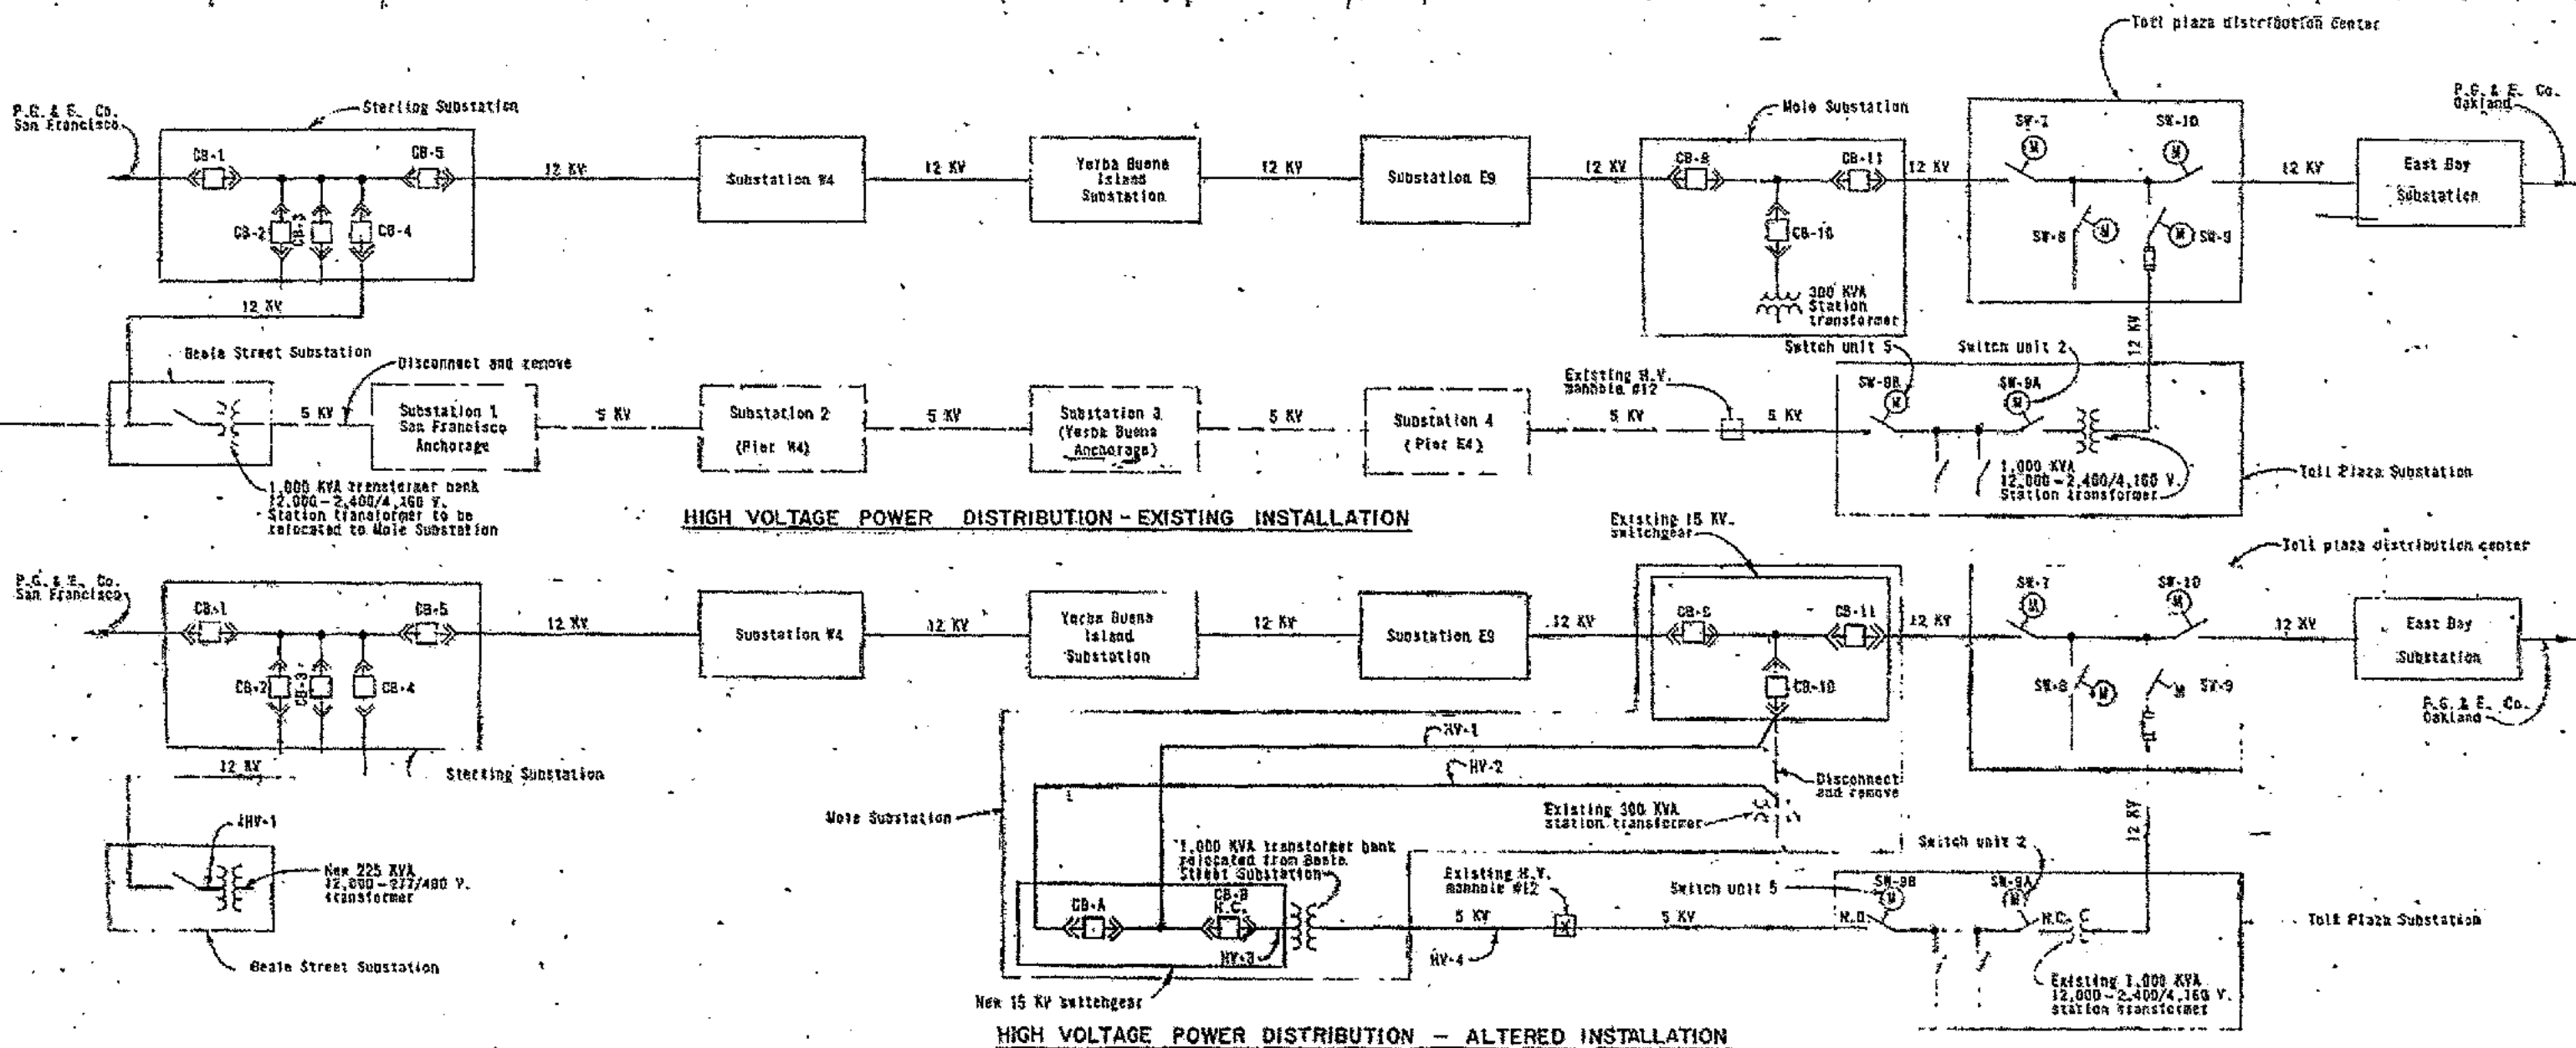 Toll plaza distribution center
P.G. & E. Co.
San Francisco
Sterling Substation
CB-1
CB-5
CB-2
CB-3
CB-4
12 KV
12 KV
Substation W4
12 KV
Yerba Buena
Island
Substation
12 KV
Substation E9
12 KV
Mole Substation
CB-11
CB-10
300 KVA
Station
transformer
12 KV
SW-7
SW-10
SW-8
SW-9
12 KV
East Bay
Substation
P.G. & E. Co.
Oakland
12 KV
Beale Street Substation
Disconnect and remove
5 KV
Substation 1
San Francisco
Anchorage
5 KV
Substation 2
(Pier W4)
5 KV
Substation 3
(Yerba Buena
Anchorage)
5 KV
Substation 4
(Pier E4)
5 KV
Existing H.V.
manhole #12
5 KV
Switch unit 5
Switch unit 2
SW-9B
SW-9A
1,000 KVA
12,000-2,400/4,160 V.
Station transformer
Toll Plaza Substation
1,000 KVA transformer bank
12,000-2,400/4,160 V.
Station transformer to be
relocated to Mole Substation
HIGH VOLTAGE POWER DISTRIBUTION - EXISTING INSTALLATION
P.G. & E. Co.
San Francisco
CB-1
CB-5
CB-2
CB-3
CB-4
12 KV
Sterling Substation
12 KV
Substation W4
12 KV
Yerba Buena
Island
Substation
12 KV
Substation E9
12 KV
Existing 15 KV.
switchgear
CB-11
CB-10
12 KV
Toll plaza distribution center
SW-7
SW-10
SW-8
SW-9
12 KV
East Bay
Substation
P.G. & E. Co.
Oakland
12 KV
HV-1
New 225 KVA
12,000-277/480 V.
transformer
Beale Street Substation
HV-1
HV-2
Disconnect
and remove
Mole Substation
Existing 300 KVA
station transformer
1,000 KVA transformer bank
relocated from Beale
Street Substation
CB-A
CB-B
N.C.
HV-3
New 15 KV switchgear
5 KV
HV-4
Existing H.V.
manhole #12
5 KV
Switch unit 5
Switch unit 2
SW-9B
SW-9A
N.O.
N.C.
Toll Plaza Substation
Existing 1,000 KVA
12,000-2,400/4,160 V.
station transformer
HIGH VOLTAGE POWER DISTRIBUTION - ALTERED INSTALLATION